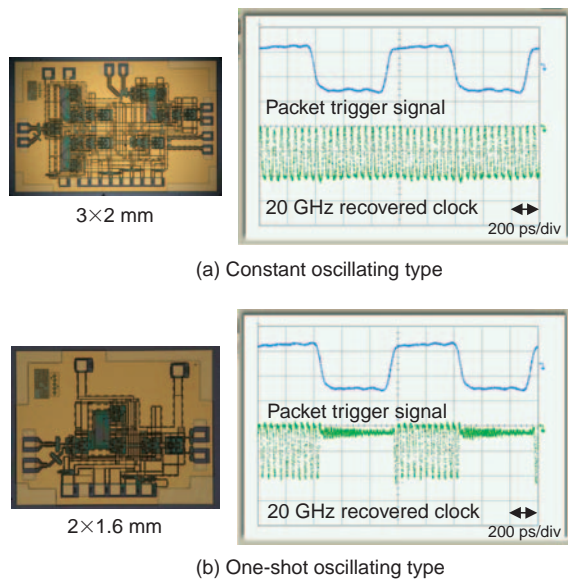 Packet trigger signal
20 GHz recovered clock
200 ps/div
3×2 mm
(a) Constant oscillating type
Packet trigger signal
20 GHz recovered clock
200 ps/div
2×1.6 mm
(b) One-shot oscillating type